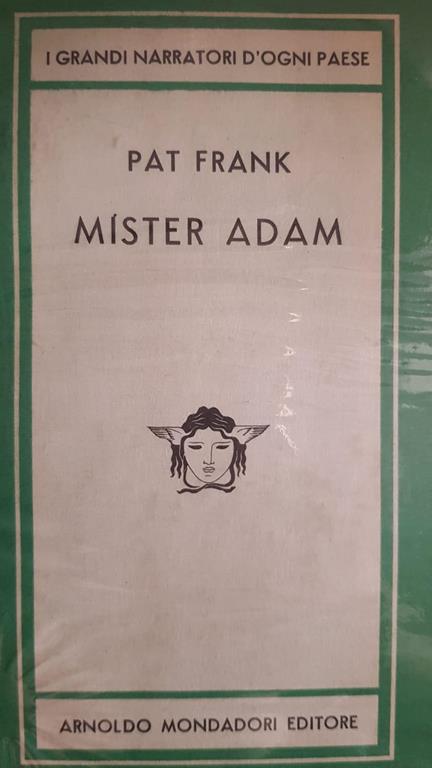 I GRANDI NARRATORI D'OGNI PAESE
PAT FRANK
MÍSTER ADAM
ARNOLDO MONDADORI EDITORE